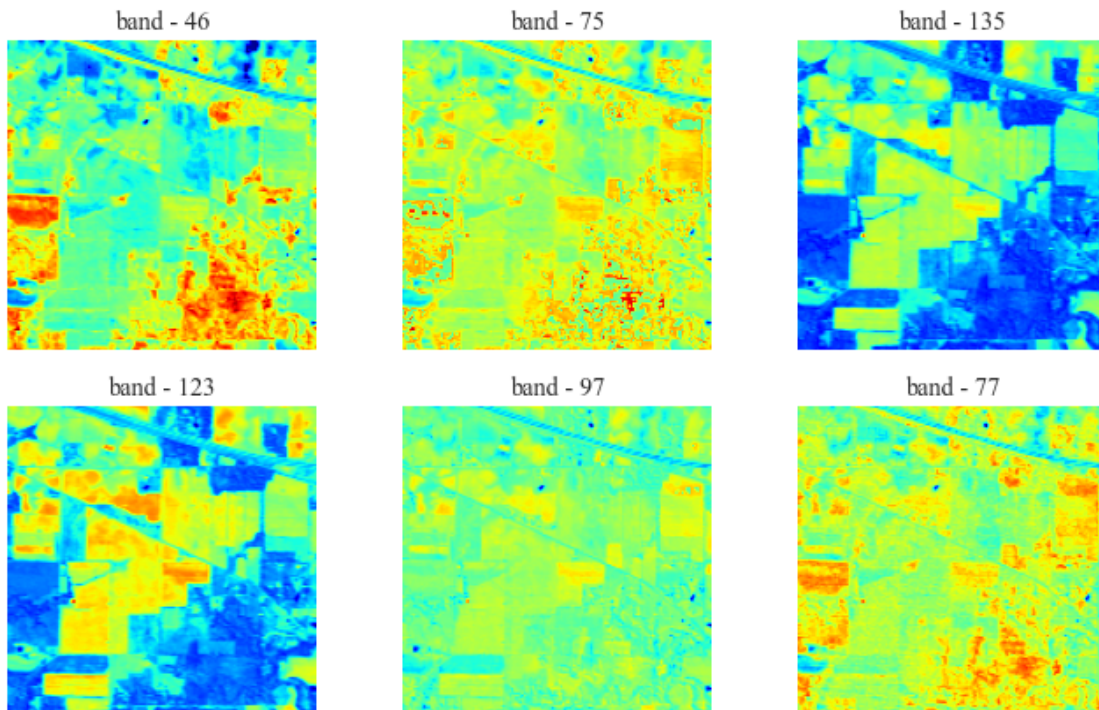 band - 46
band - 75
band - 135
band - 123
band - 97
band - 77